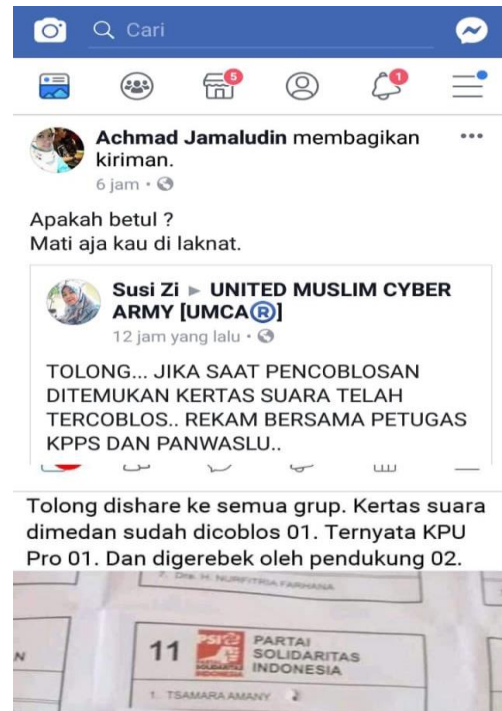 Cari
5
1
Achmad Jamaludin membagikan
kiriman.
6 jam
Apakah betul ?
Mati aja kau di laknat.
Susi Zi ► UNITED MUSLIM CYBER
ARMY [UMCA®]
12 jam yang lalu
TOLONG... JIKA SAAT PENCOBLOSAN
DITEMUKAN KERTAS SUARA TELAH
TERCOBLOS.. REKAM BERSAMA PETUGAS
KPPS DAN PANWASLU..
Tolong dishare ke semua grup. Kertas suara
dimedan sudah dicoblos 01. Ternyata KPU
Pro 01. Dan digerebek oleh pendukung 02.
7. Dra. H. NURFITRIA FARHANA
N
11
PSI
PARTAI
SOLIDARITAS
INDONESIA
1. TSAMARA AMANY